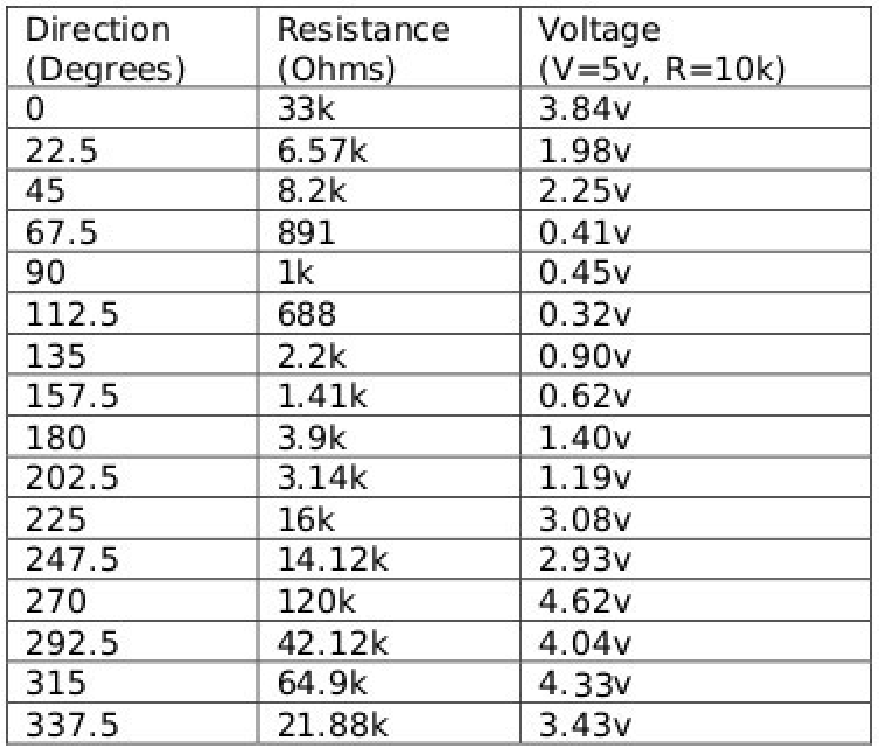 Direction (Degrees) Resistance (Ohms) Voltage (V=5v, R=10k)
0 33k 3.84v
22.5 6.57k 1.98v
45 8.2k 2.25v
67.5 891 0.41v
90 1k 0.45v
112.5 688 0.32v
135 2.2k 0.90v
157.5 1.41k 0.62v
180 3.9k 1.40v
202.5 3.14k 1.19v
225 16k 3.08v
247.5 14.12k 2.93v
270 120k 4.62v
292.5 42.12k 4.04v
315 64.9k 4.33v
337.5 21.88k 3.43v